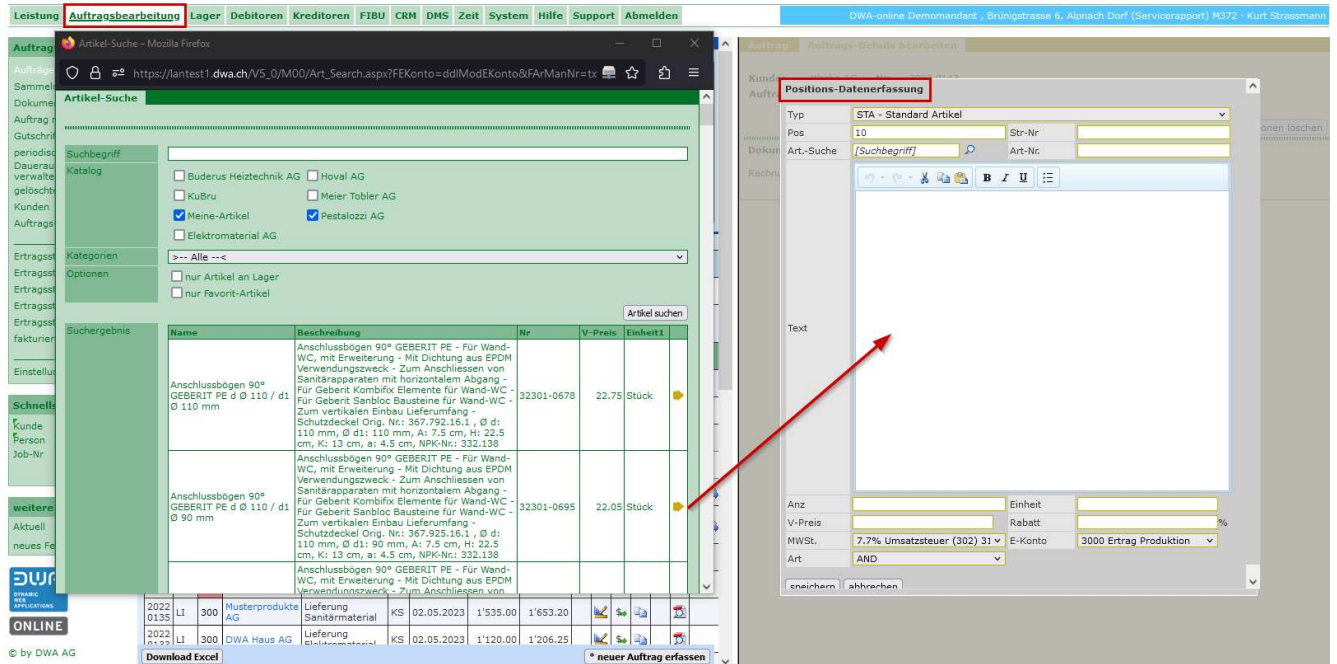 Leistung Auftragsbearbeitung Lager Debitoren Kreditoren FIBU CRM DMS Zeit System Hilfe Support Abmelden
DWA-online Demomandant , Brünigstrasse 6, Alpnach Dorf (Servicerapport) M372 - Kurt Strassmann
Artikel-Suche – Mozilla Firefox
https://lantest1.dwa.ch/V5_0/M00/Art_Search.aspx?FEKonto=ddlModEKonto&FArManNr=tx
Artikel-Suche
Suchbegriff
Katalog
Buderus Heiztechnik AG
Hoval AG
KuBru
Meier Tobler AG
Meine-Artikel
Pestalozzi AG
Elektromaterial AG
Kategorien
>-- Alle --<
Optionen
nur Artikel an Lager
nur Favorit-Artikel
Artikel suchen
Suchergebnis
Name Beschreibung Nr V-Preis Einheit1
Anschlussbögen 90°
GEBERIT PE d Ø 110 / d1
Ø 110 mm
Anschlussbögen 90° GEBERIT PE - Für Wand-
WC, mit Erweiterung - Mit Dichtung aus EPDM
Verwendungszweck - Zum Anschliessen von
Sanitärapparaten mit horizontalem Abgang -
Für Geberit Kombifix Elemente für Wand-WC -
Für Geberit Sanbloc Bausteine für Wand-WC -
Zum vertikalen Einbau Lieferumfang -
Schutzdeckel Orig. Nr.: 367.792.16.1 , Ø d:
110 mm, Ø d1: 110 mm, A: 7.5 cm, H: 22.5
cm, K: 13 cm, a: 4.5 cm, NPK-Nr.: 332.138
32301-0678 22.75 Stück
Anschlussbögen 90°
GEBERIT PE d Ø 110 / d1
Ø 90 mm
Anschlussbögen 90° GEBERIT PE - Für Wand-
WC, mit Erweiterung - Mit Dichtung aus EPDM
Verwendungszweck - Zum Anschliessen von
Sanitärapparaten mit horizontalem Abgang -
Für Geberit Kombifix Elemente für Wand-WC -
Für Geberit Sanbloc Bausteine für Wand-WC -
Zum vertikalen Einbau Lieferumfang -
Schutzdeckel Orig. Nr.: 367.925.16.1 , Ø d:
110 mm, Ø d1: 90 mm, A: 7.5 cm, H: 22.5
cm, K: 13 cm, a: 4.5 cm, NPK-Nr.: 332.138
32301-0695 22.05 Stück
Anschlussbögen 90° GEBERIT PE - Für Wand-
WC, mit Erweiterung - Mit Dichtung aus EPDM
Verwendungszweck - Zum Anschliessen von
Auftrag
Aufträge
Sammel
Dokume
Auftrag
Gutschri
periodisc
Dauerau
verwalte
gelöscht
Kunden
Auftrags
Ertragsst
Ertragsst
Ertragsst
Ertragsst
Ertragsst
fakturier
Einstellu
Schnells
Kunde
Person
Job-Nr
weitere
Aktuell
neues Fe
DWA
DYNAMIC
WEB
APPLICATIONS
ONLINE
© by DWA AG
2022
0135 LI 300 Musterprodukte
AG Lieferung
Sanitärmaterial KS 02.05.2023 1'535.00 1'653.20
2022
LI 300 DWA Haus AG Lieferung
Elektromaterial KS 02.05.2023 1'120.00 1'206.25
Download Excel
* neuer Auftrag erfassen
Auftrag Auftrags-Details bearbeiten
Kunde
Auftr
Dokun
Rechn
onen löschen
Positions-Datenerfassung
Typ STA - Standard Artikel
Pos 10 Str-Nr
Art.-Suche [Suchbegriff] Art-Nr.
B I U
Text
Anz Einheit
V-Preis Rabatt %
MWSt. 7.7% Umsatzsteuer (302) 31 E-Konto 3000 Ertrag Produktion
Art AND
speichern abbrechen